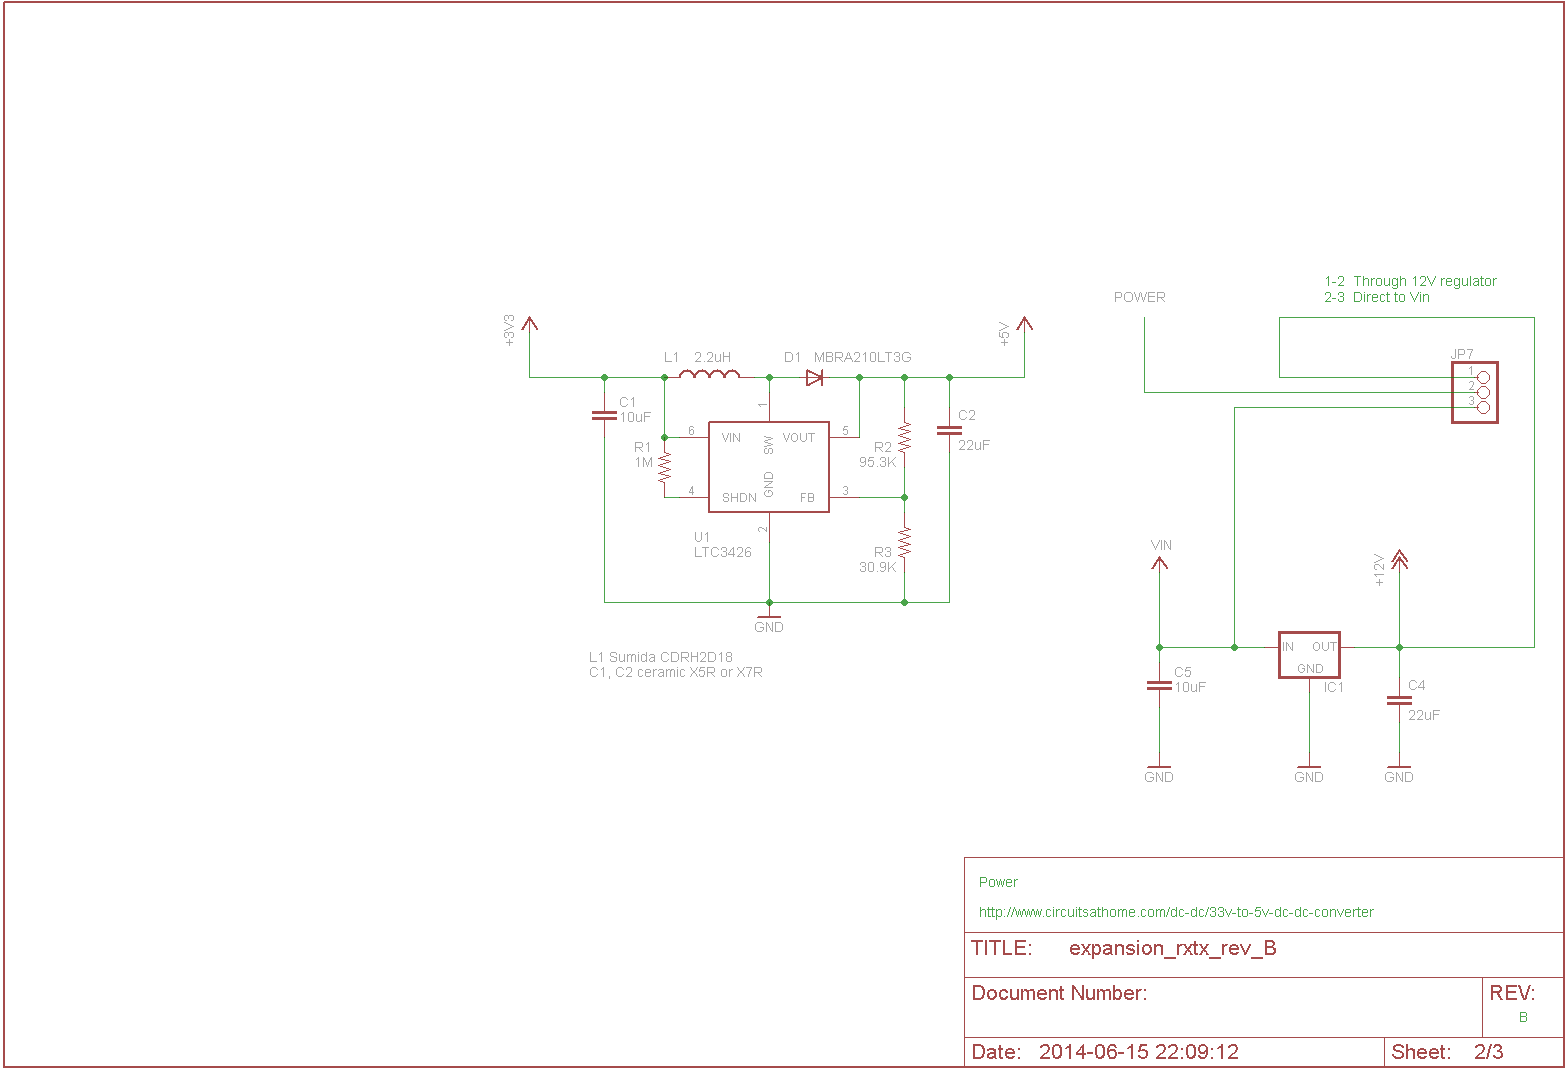 1-2  Through 12V regulator
2-3  Direct to Vin
POWER
+3V3
+5V
JP7
1
2
3
L1 2.2uH
D1 MBRA210LT3G
C1
10uF
1
C2
22uF
6
VIN
SW
VOUT
5
R1
1M
R2
95.3K
4
SHDN
GND
FB
3
U1
LTC3426
2
R3
30.9K
GND
L1 Sumida CDRH2D18
C1, C2 ceramic X5R or X7R
VIN
+12V
IN
OUT
GND
IC1
C5
10uF
C4
22uF
GND
GND
GND
Power
http://www.circuitsathome.com/dc-dc/33v-to-5v-dc-dc-converter
TITLE: expansion_rxtx_rev_B
Document Number:
REV:
B
Date: 2014-06-15 22:09:12
Sheet: 2/3